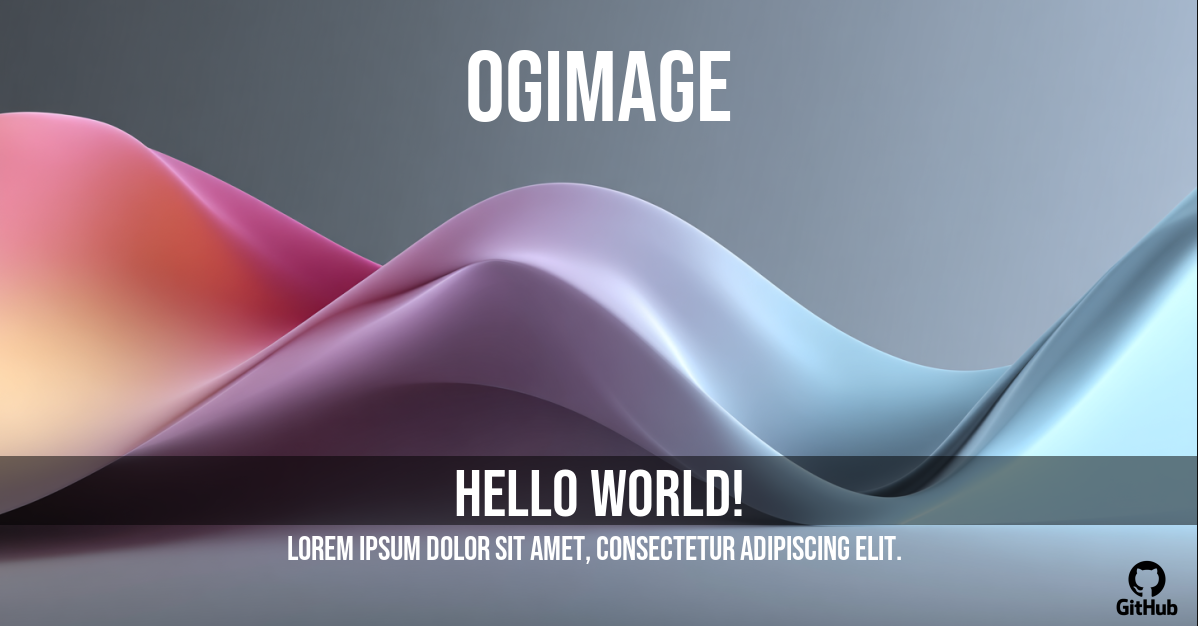 OGIMAGE
HELLO WORLD!
LOREM IPSUM DOLOR SIT AMET, CONSECTETUR ADIPISCING ELIT.
GitHub